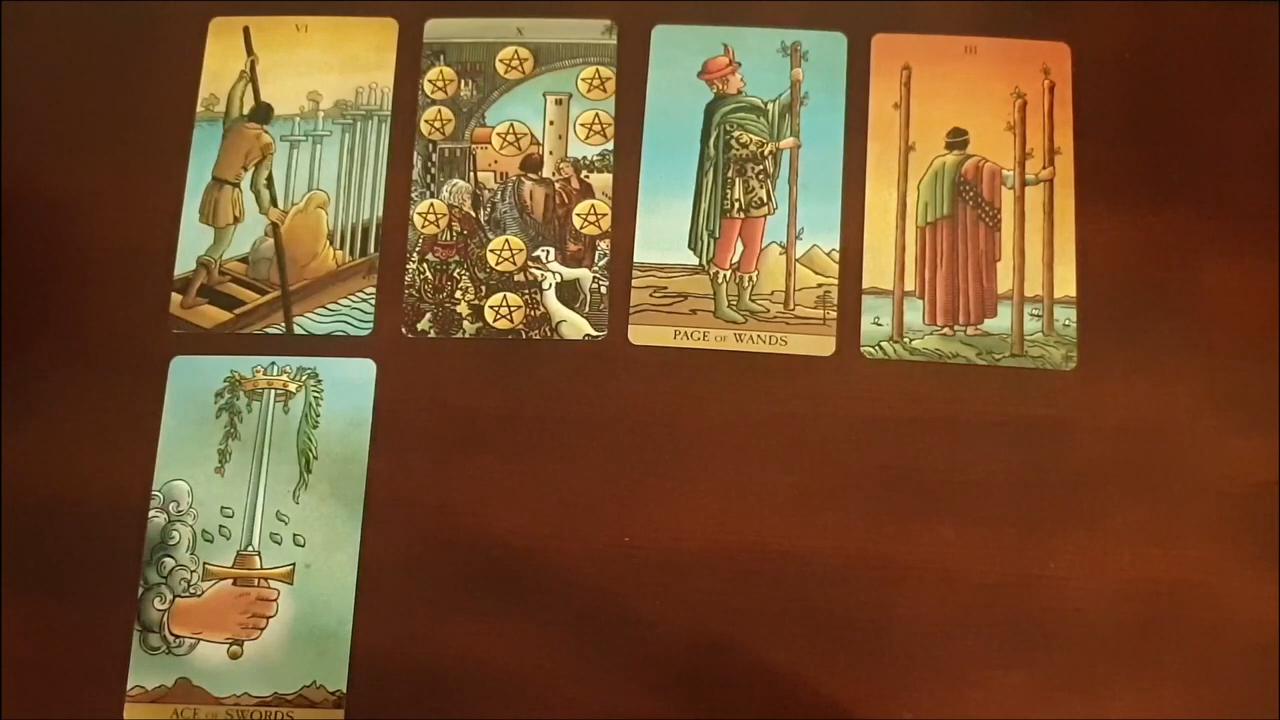 VI
X
PAGE OF WANDS
III
ACE OF SWORDS